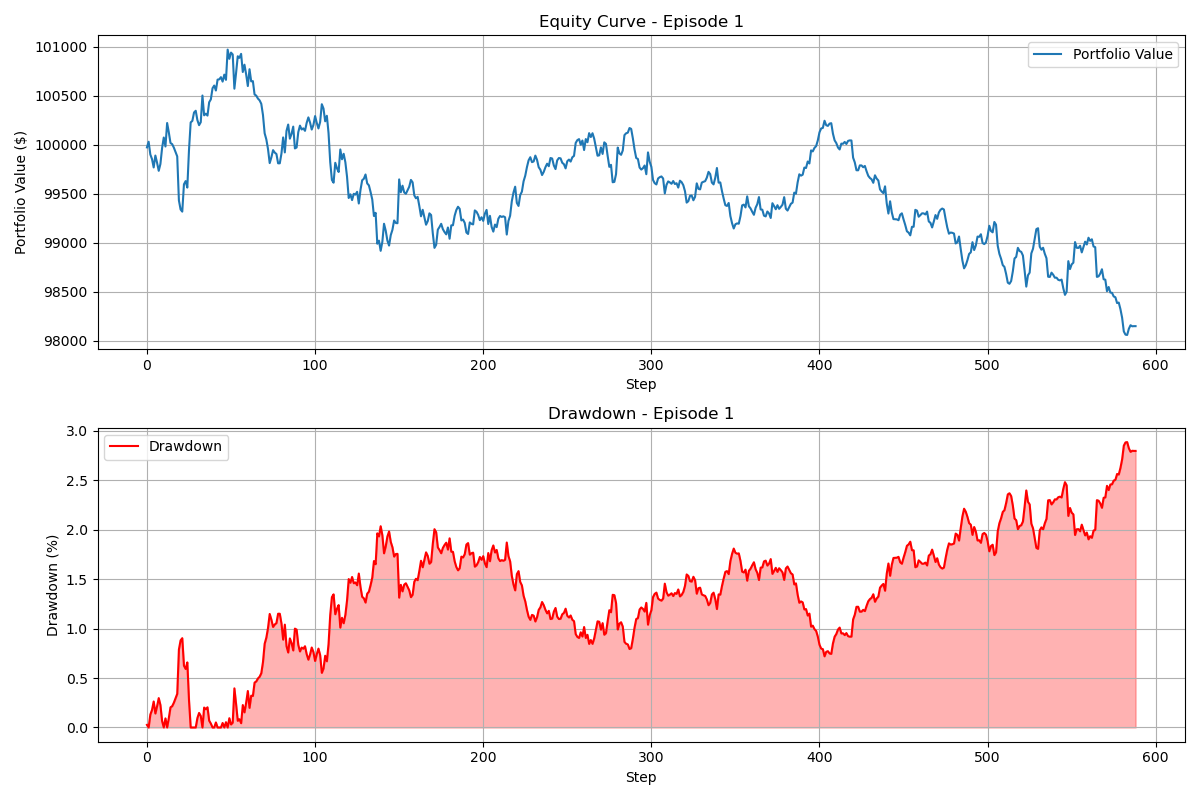 Equity Curve - Episode 1
Portfolio Value ($)
101000
100500
100000
99500
99000
98500
98000
Portfolio Value
0 100 200 300 400 500 600
Step
Drawdown - Episode 1
Drawdown (%)
3.0
2.5
2.0
1.5
1.0
0.5
0.0
Drawdown
0 100 200 300 400 500 600
Step